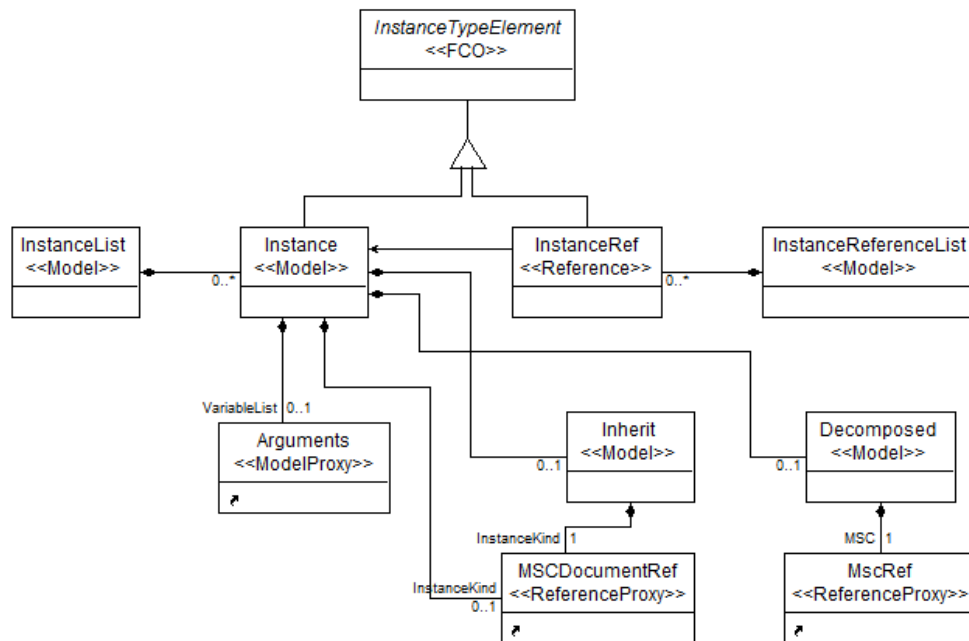 InstanceTypeElement
<<FCO>>
InstanceList
<<Model>>
0..*
Instance
<<Model>>
InstanceRef
<<Reference>>
0..*
InstanceReferenceList
<<Model>>
VariableList 0..1
Arguments
<<ModelProxy>>
Inherit
<<Model>>
0..1
Decomposed
<<Model>>
0..1
InstanceKind 1
MSCDocumentRef
<<ReferenceProxy>>
InstanceKind
0..1
MSC 1
MscRef
<<ReferenceProxy>>